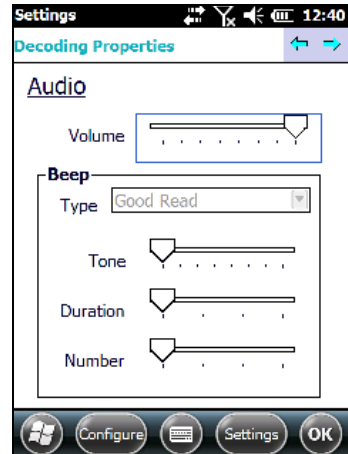 Settings 12:40
Decoding Properties
Audio
Volume
Beep
Type Good Read
Tone
Duration
Number
Configure Settings OK